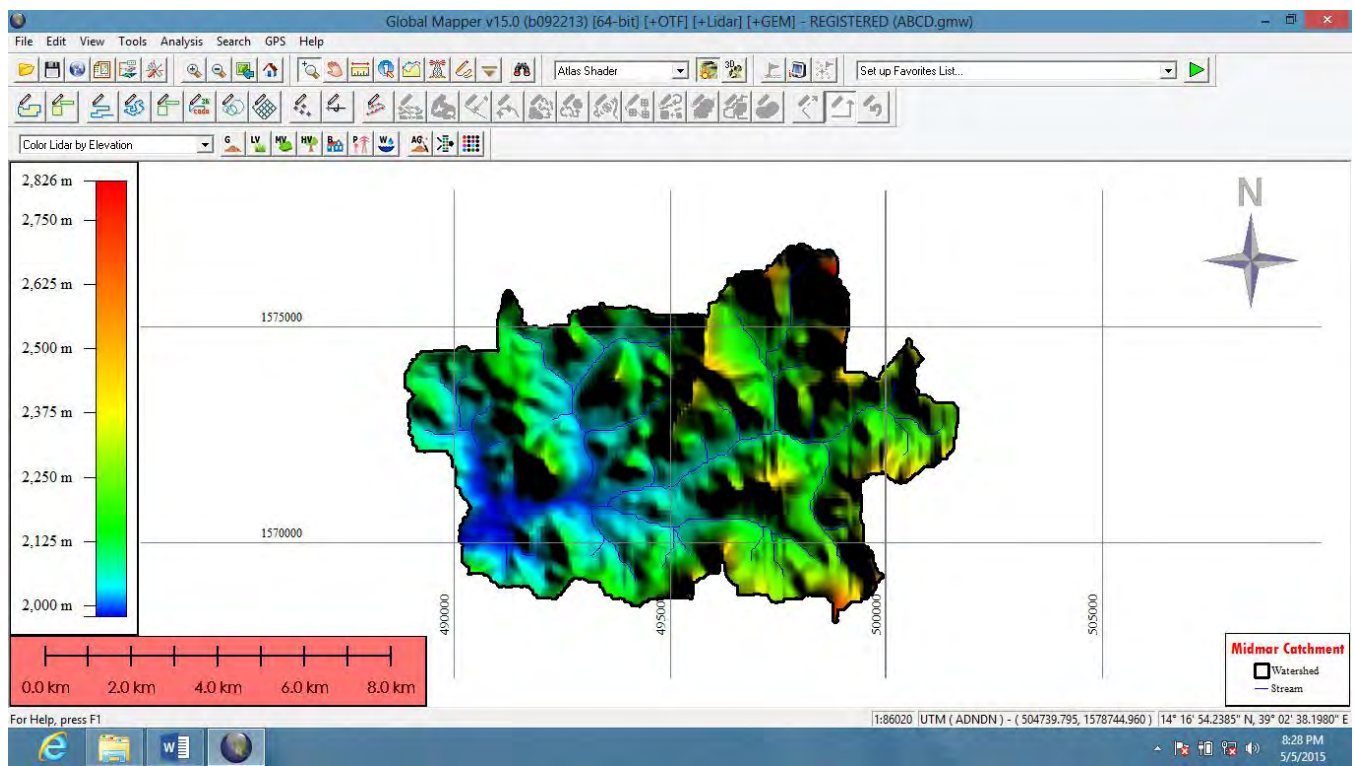 Global Mapper v15.0 (b092213) [64-bit] [+OTF] [+Lidar] [+GEM] - REGISTERED (ABCD.gmw)
File Edit View Tools Analysis Search GPS Help
Atlas Shader
3D
Set up Favorites List...
Color Lidar by Elevation
G LV MV HV B P W AG
2,826 m
2,750 m
2,625 m
2,500 m
2,375 m
2,250 m
2,125 m
2,000 m
N
1575000
1570000
490000
495000
500000
505000
0.0 km 2.0 km 4.0 km 6.0 km 8.0 km
Midmar Catchment
Watershed
Stream
For Help, press F1
1:86020 UTM ( ADNDN ) - ( 504739.795, 1578744.960 ) 14° 16' 54.2385" N, 39° 02' 38.1980" E
8:28 PM
5/5/2015